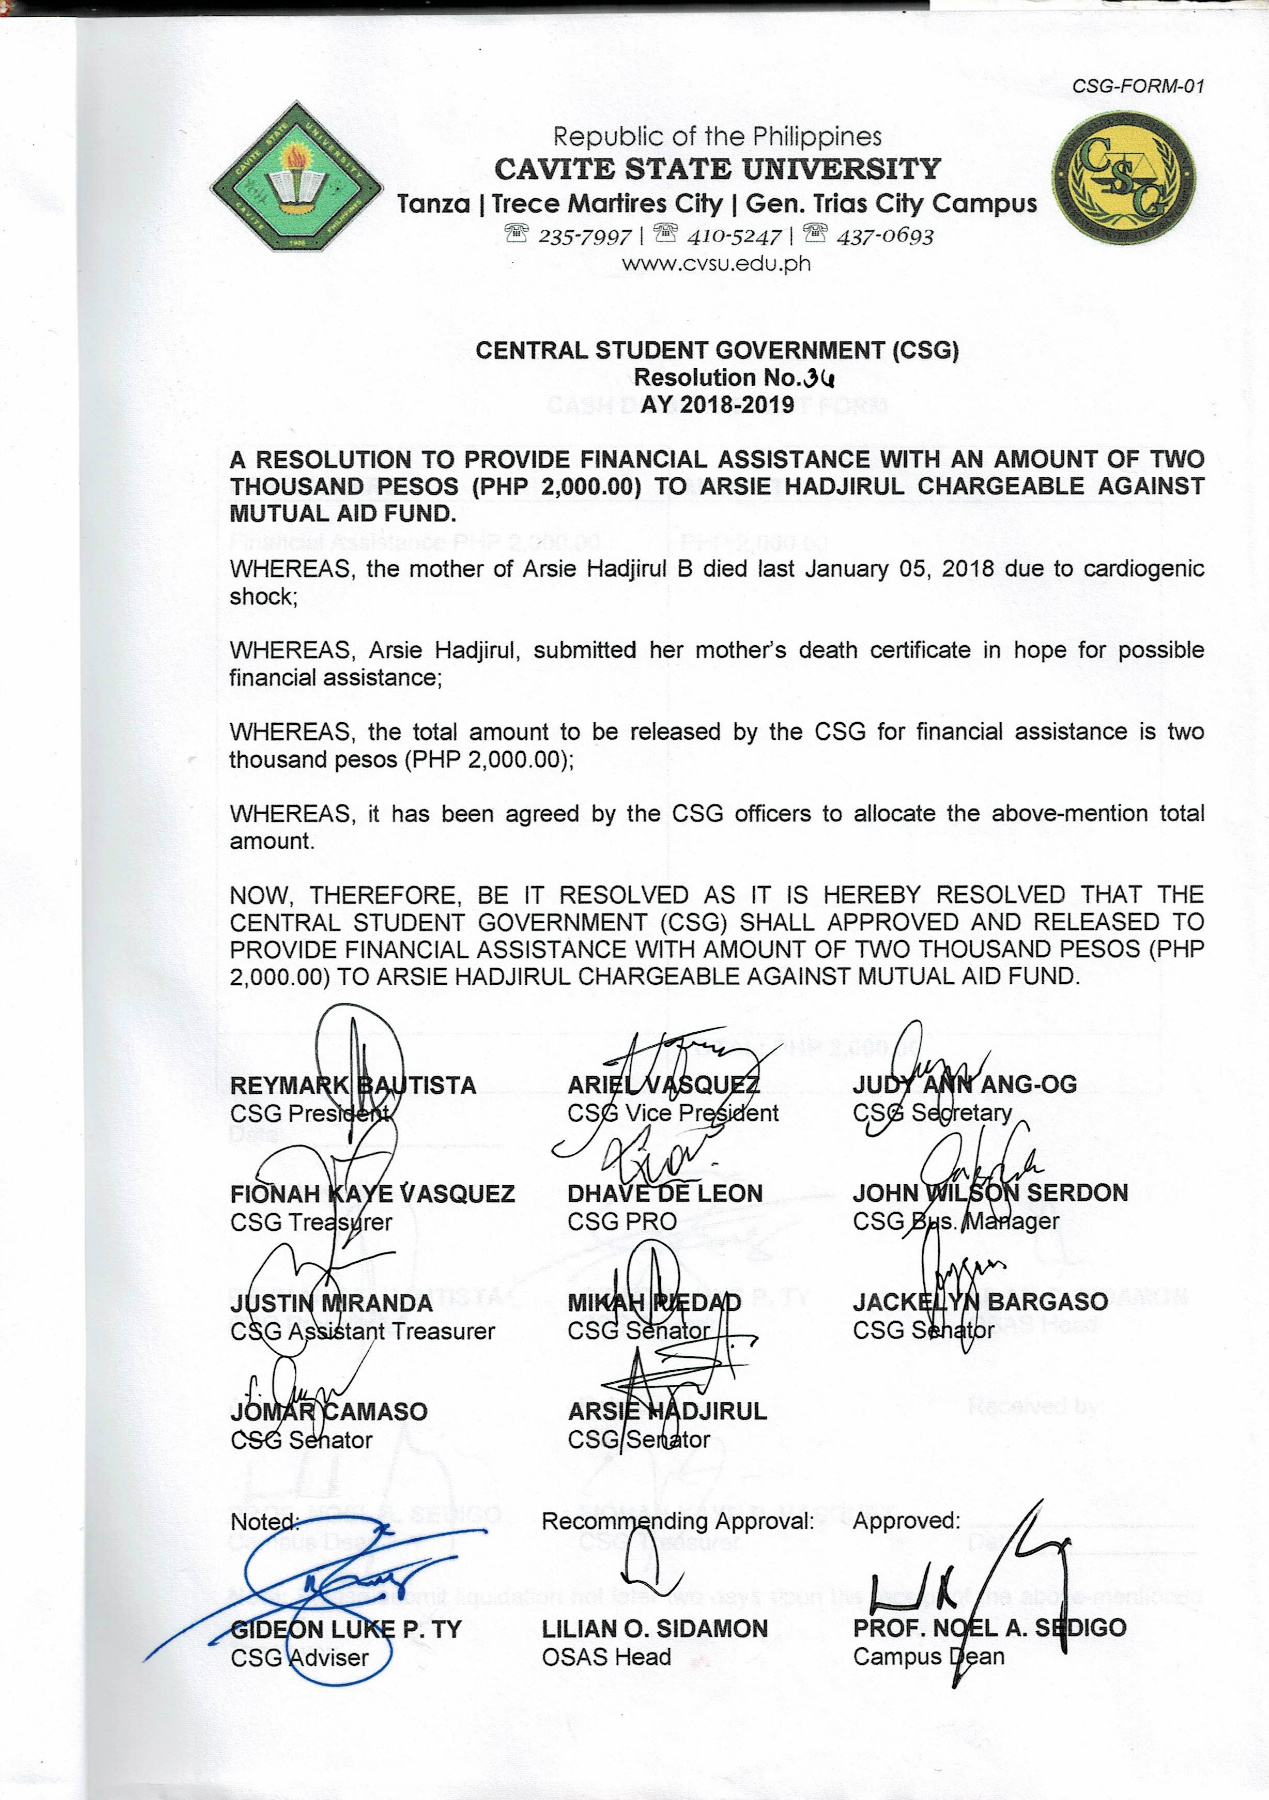 CSG-FORM-01
Republic of the Philippines
CAVITE STATE UNIVERSITY
Tanza | Trece Martires City | Gen. Trias City Campus
☏ 235-7997 | ☏ 410-5247 | ☏ 437-0693
www.cvsu.edu.ph
CENTRAL STUDENT GOVERNMENT (CSG)
Resolution No.34
AY 2018-2019
A RESOLUTION TO PROVIDE FINANCIAL ASSISTANCE WITH AN AMOUNT OF TWO
THOUSAND PESOS (PHP 2,000.00) TO ARSIE HADJIRUL CHARGEABLE AGAINST
MUTUAL AID FUND.
WHEREAS, the mother of Arsie Hadjirul B died last January 05, 2018 due to cardiogenic
shock;
WHEREAS, Arsie Hadjirul, submitted her mother's death certificate in hope for possible
financial assistance;
WHEREAS, the total amount to be released by the CSG for financial assistance is two
thousand pesos (PHP 2,000.00);
WHEREAS, it has been agreed by the CSG officers to allocate the above-mention total
amount.
NOW, THEREFORE, BE IT RESOLVED AS IT IS HEREBY RESOLVED THAT THE
CENTRAL STUDENT GOVERNMENT (CSG) SHALL APPROVED AND RELEASED TO
PROVIDE FINANCIAL ASSISTANCE WITH AMOUNT OF TWO THOUSAND PESOS (PHP
2,000.00) TO ARSIE HADJIRUL CHARGEABLE AGAINST MUTUAL AID FUND.
REYMARK BAUTISTA ARIEL VASQUEZ JUDY ANN ANG-OG
CSG President CSG Vice President CSG Secretary
FIONAH KAYE VASQUEZ DHAVE DE LEON JOHN WILSON SERDON
CSG Treasurer CSG PRO CSG Bus. Manager
JUSTIN MIRANDA MIKAH PIEDAD JACKELYN BARGASO
CSG Assistant Treasurer CSG Senator CSG Senator
JOMAR CAMASO ARSIE HADJIRUL
CSG Senator CSG Senator
Noted: Recommending Approval: Approved:
GIDEON LUKE P. TY LILIAN O. SIDAMON PROF. NOEL A. SEDIGO
CSG Adviser OSAS Head Campus Dean